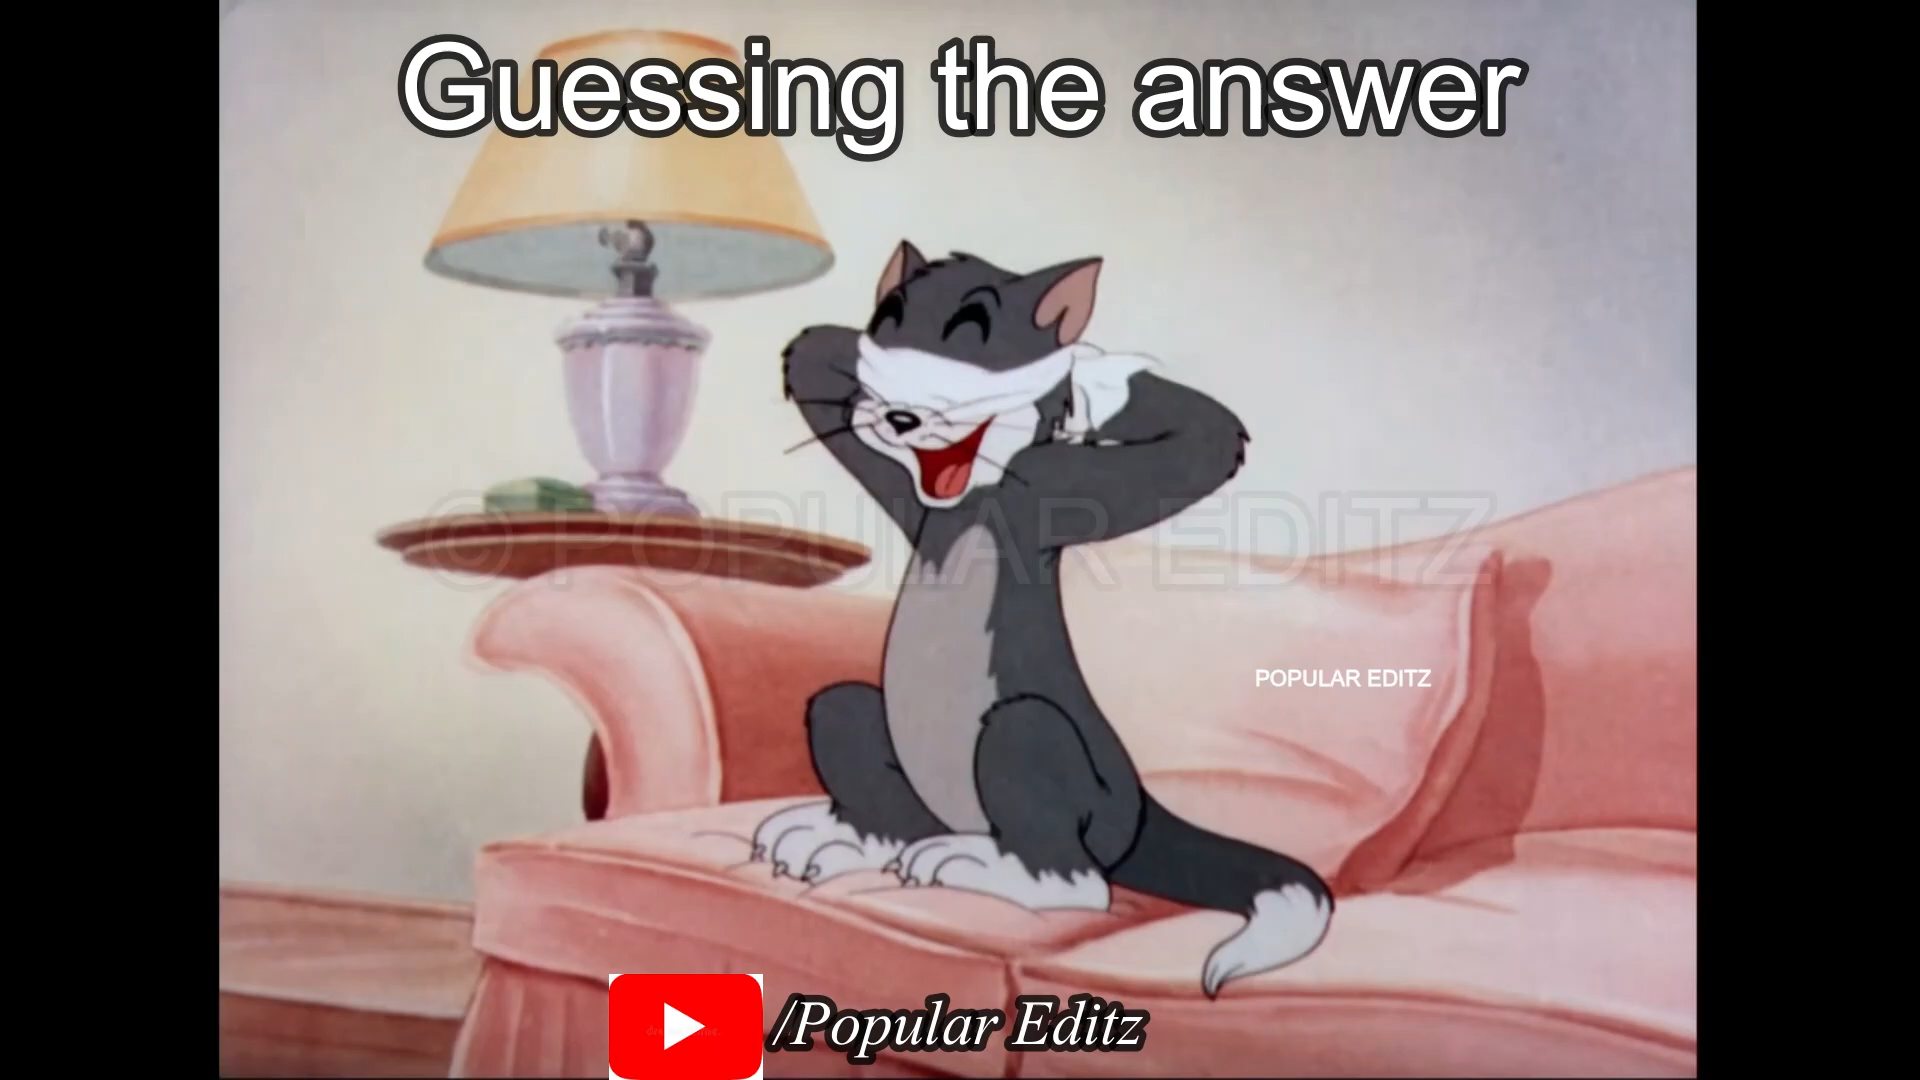 Guessing the answer
© POPULAR EDITZ
POPULAR EDITZ
/Popular Editz